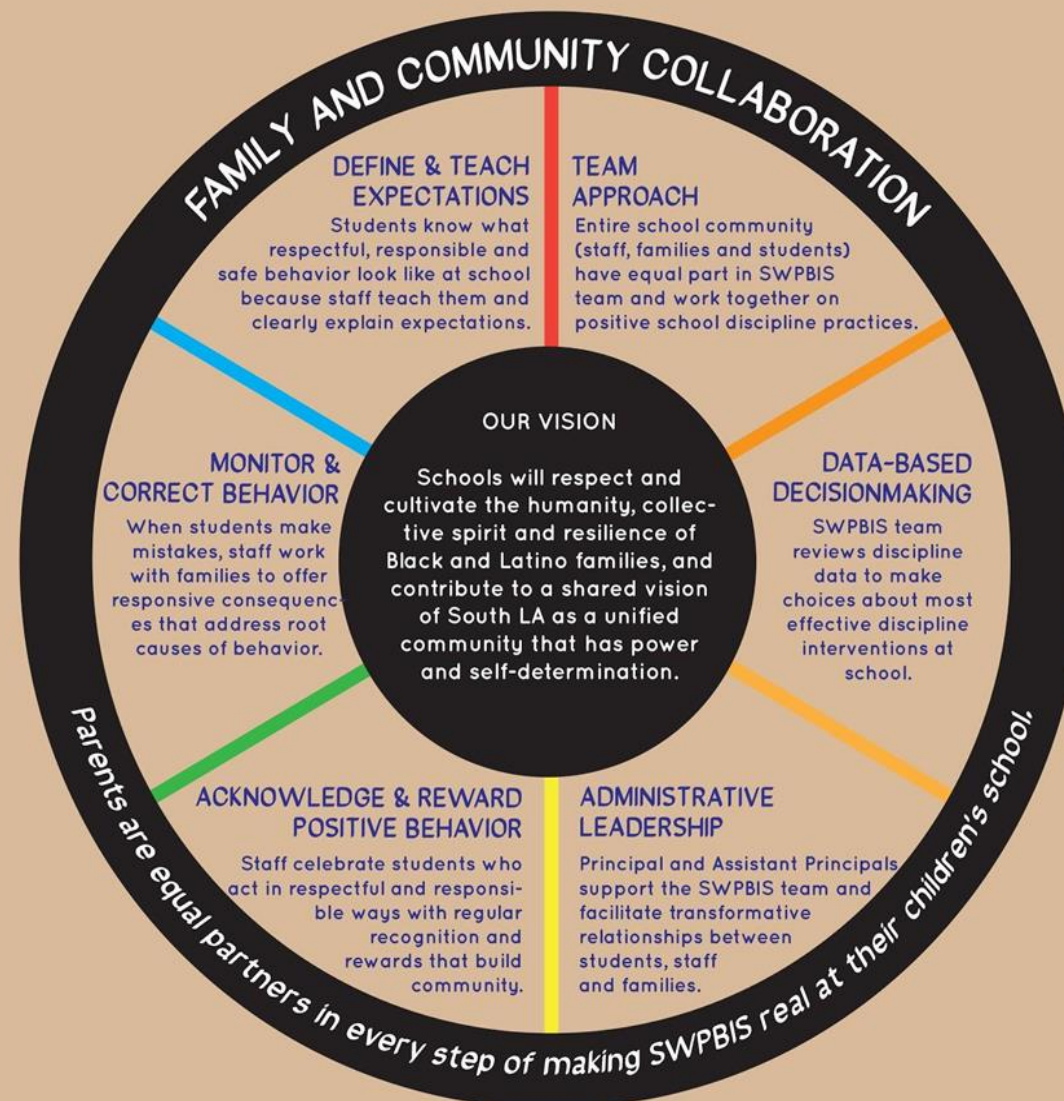 FAMILY AND COMMUNITY COLLABORATION
DEFINE & TEACH
EXPECTATIONS
Students know what
respectful, responsible and
safe behavior look like at school
because staff teach them and
clearly explain expectations.
TEAM
APPROACH
Entire school community
(staff, families and students)
have equal part in SWPBIS
team and work together on
positive school discipline practices.
MONITOR &
CORRECT BEHAVIOR
When students make
mistakes, staff work
with families to offer
responsive consequenc-
es that address root
causes of behavior.
OUR VISION
Schools will respect and
cultivate the humanity, collec-
tive spirit and resilience of
Black and Latino families, and
contribute to a shared vision
of South LA as a unified
community that has power
and self-determination.
DATA-BASED
DECISIONMAKING
SWPBIS team
reviews discipline
data to make
choices about most
effective discipline
interventions at
school.
ACKNOWLEDGE & REWARD
POSITIVE BEHAVIOR
Staff celebrate students who
act in respectful and responsi-
ble ways with regular
recognition and
rewards that build
community.
ADMINISTRATIVE
LEADERSHIP
Principal and Assistant Principals
support the SWPBIS team and
facilitate transformative
relationships between
students, staff
and families.
Parents are equal partners in every step of making SWPBIS real at their children's school.